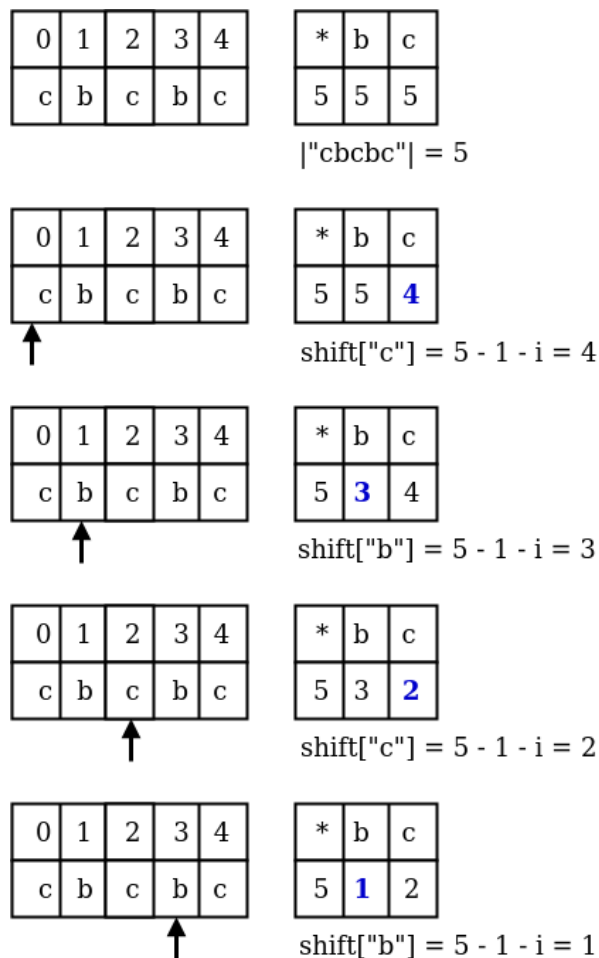 0 1 2 3 4 * b c
c b c b c 5 5 5
|"cbcbc"| = 5
0 1 2 3 4 * b c
c b c b c 5 5 4
shift["c"] = 5 - 1 - i = 4
0 1 2 3 4 * b c
c b c b c 5 3 4
shift["b"] = 5 - 1 - i = 3
0 1 2 3 4 * b c
c b c b c 5 3 2
shift["c"] = 5 - 1 - i = 2
0 1 2 3 4 * b c
c b c b c 5 1 2
shift["b"] = 5 - 1 - i = 1